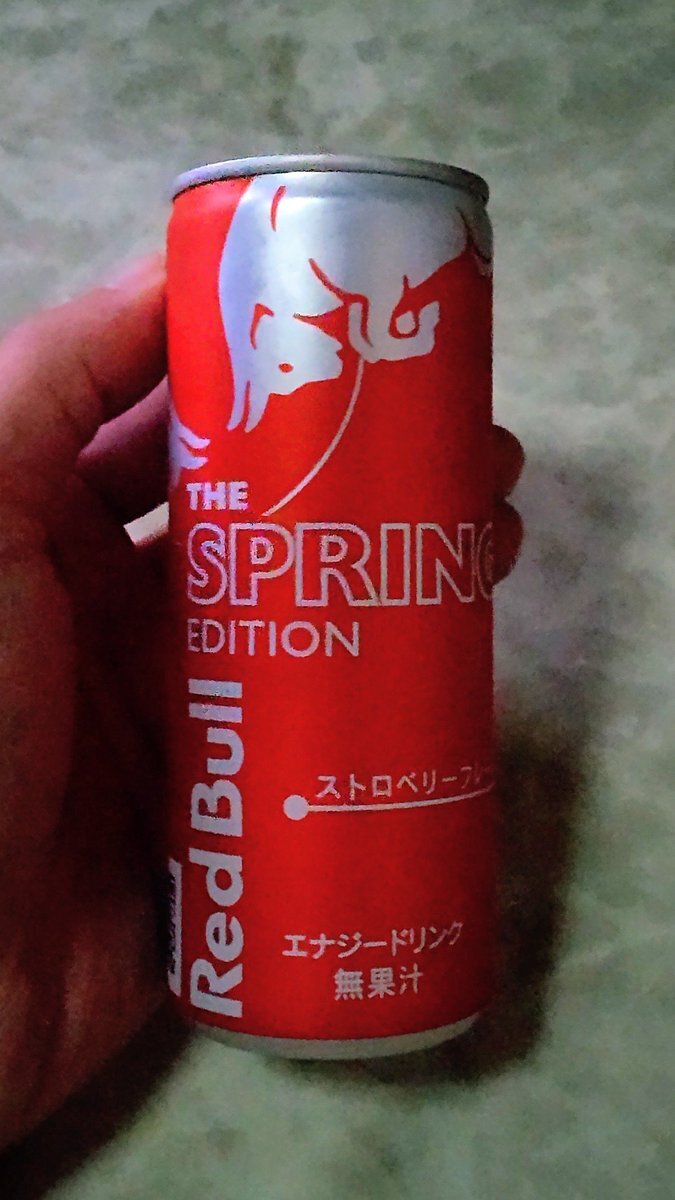 THE
SPRING
EDITION
Red Bull
ストロベリーフレー
エナジードリンク
無果汁